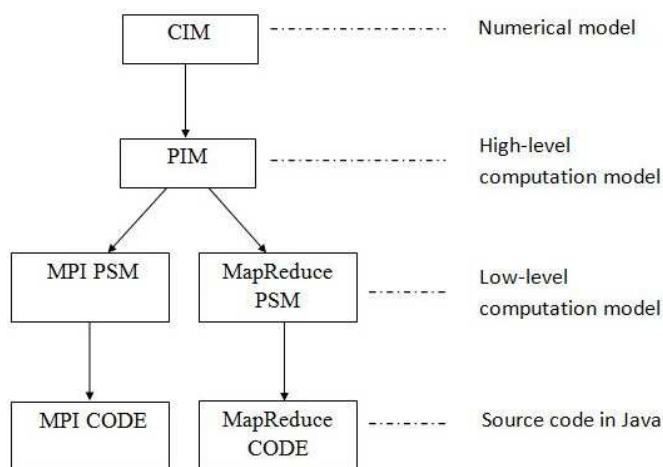 CIM
Numerical model
PIM
High-level
computation model
MPI PSM
MapReduce
PSM
Low-level
computation model
MPI CODE
MapReduce
CODE
Source code in Java